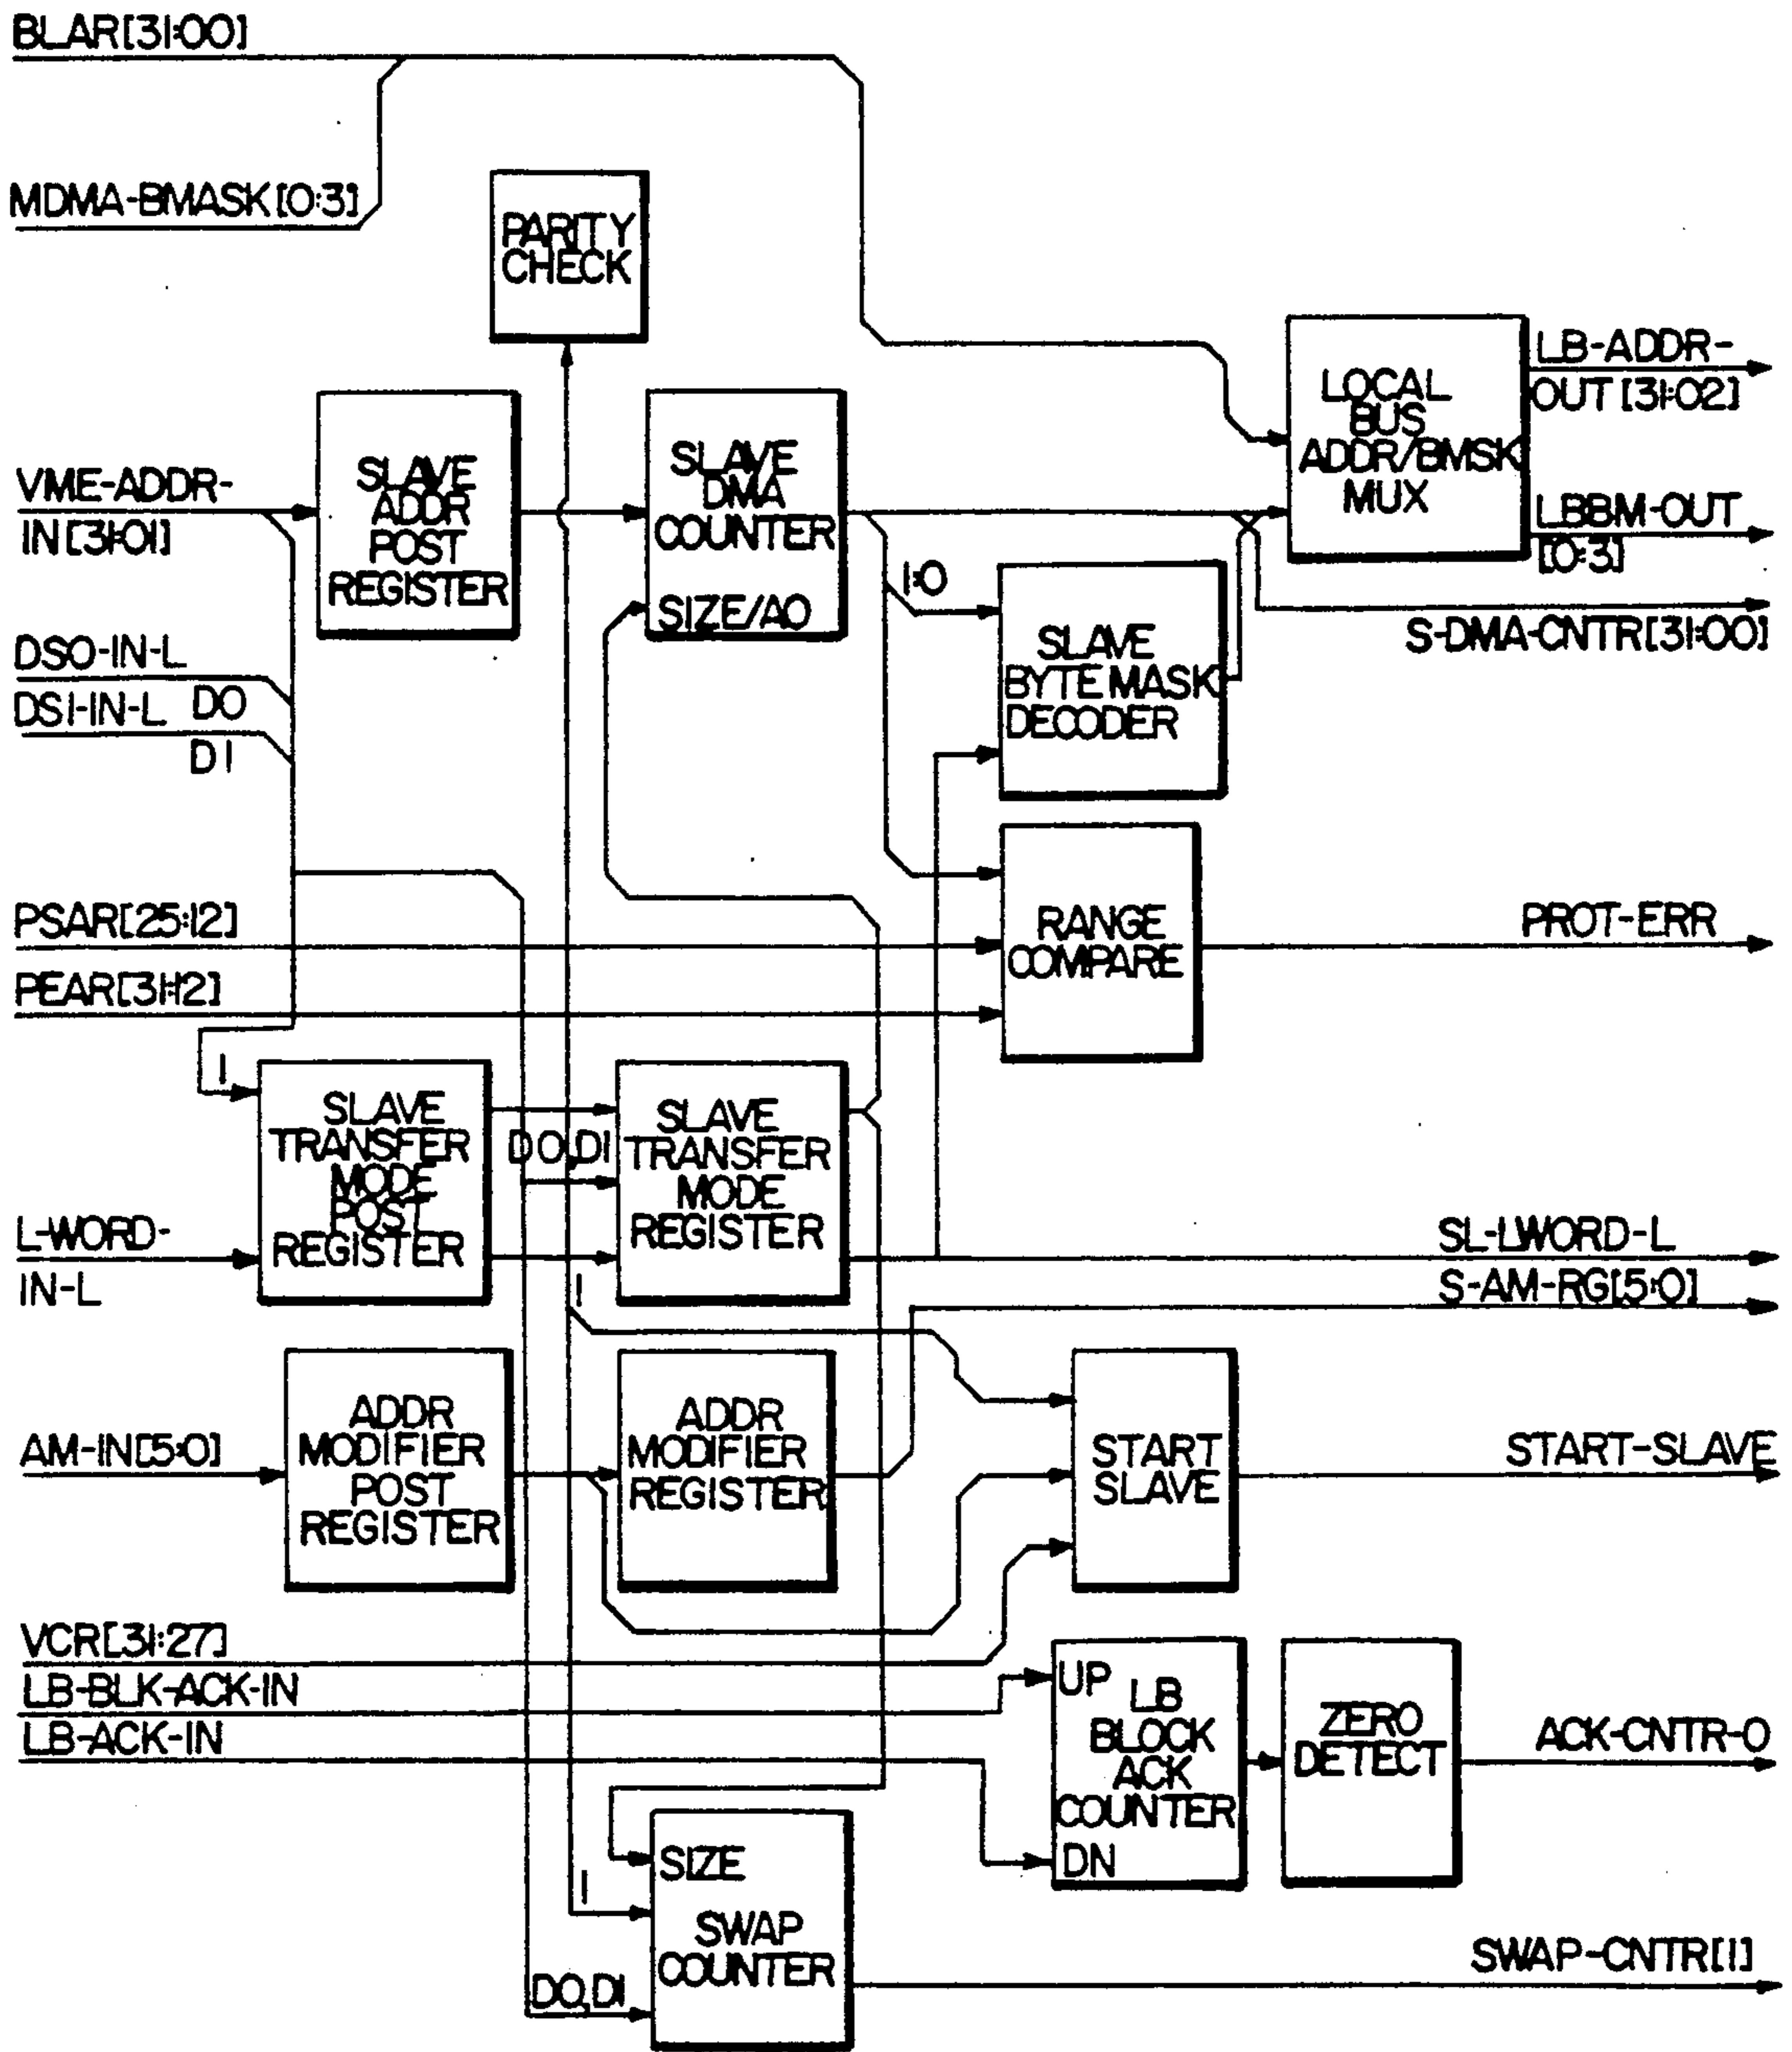 BLAR[31:00]
MDMA-BMASK[0:3]
PARITY
CHECK
LOCAL
BUS
ADDR/BMSK
MUX
LB-ADDR-
OUT[31:02]
LBBM-OUT
[0:3]
S-DMA-CNTR[31:00]
VME-ADDR-
IN[31:01]
SLAVE
ADDR
POST
REGISTER
SLAVE
DMA
COUNTER
SIZE/A0
1:0
SLAVE
BYTE MASK
DECODER
DS0-IN-L
D0
DS1-IN-L
D1
PSAR[25:12]
PEAR[31:12]
RANGE
COMPARE
PROT-ERR
1
SLAVE
TRANSFER
MODE
POST
REGISTER
D0,D1
SLAVE
TRANSFER
MODE
REGISTER
L-WORD-
IN-L
SL-LWORD-L
S-AM-RG[5:0]
1
AM-IN[5:0]
ADDR
MODIFIER
POST
REGISTER
ADDR
MODIFIER
REGISTER
START
SLAVE
START-SLAVE
VCR[31:27]
LB-BLK-ACK-IN
LB-ACK-IN
UP
LB
BLOCK
ACK
COUNTER
DN
ZERO
DETECT
ACK-CNTR-0
SIZE
1
SWAP
COUNTER
D0,D1
SWAP-CNTR[1]